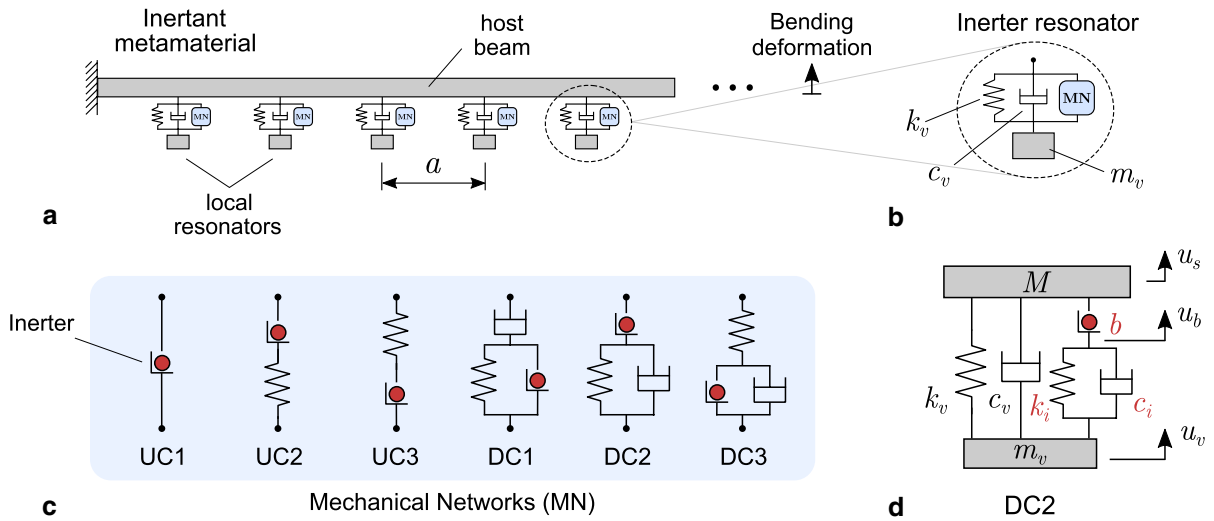 Inertant
metamaterial
host
beam
Bending
deformation
Inerter resonator
MN
MN
MN
MN
MN
MN
k_v
c_v
m_v
a
local
resonators
a
b
Inerter
UC1
UC2
UC3
DC1
DC2
DC3
c
Mechanical Networks (MN)
M
u_s
b
u_b
k_v
c_v
k_i
c_i
m_v
u_v
d
DC2